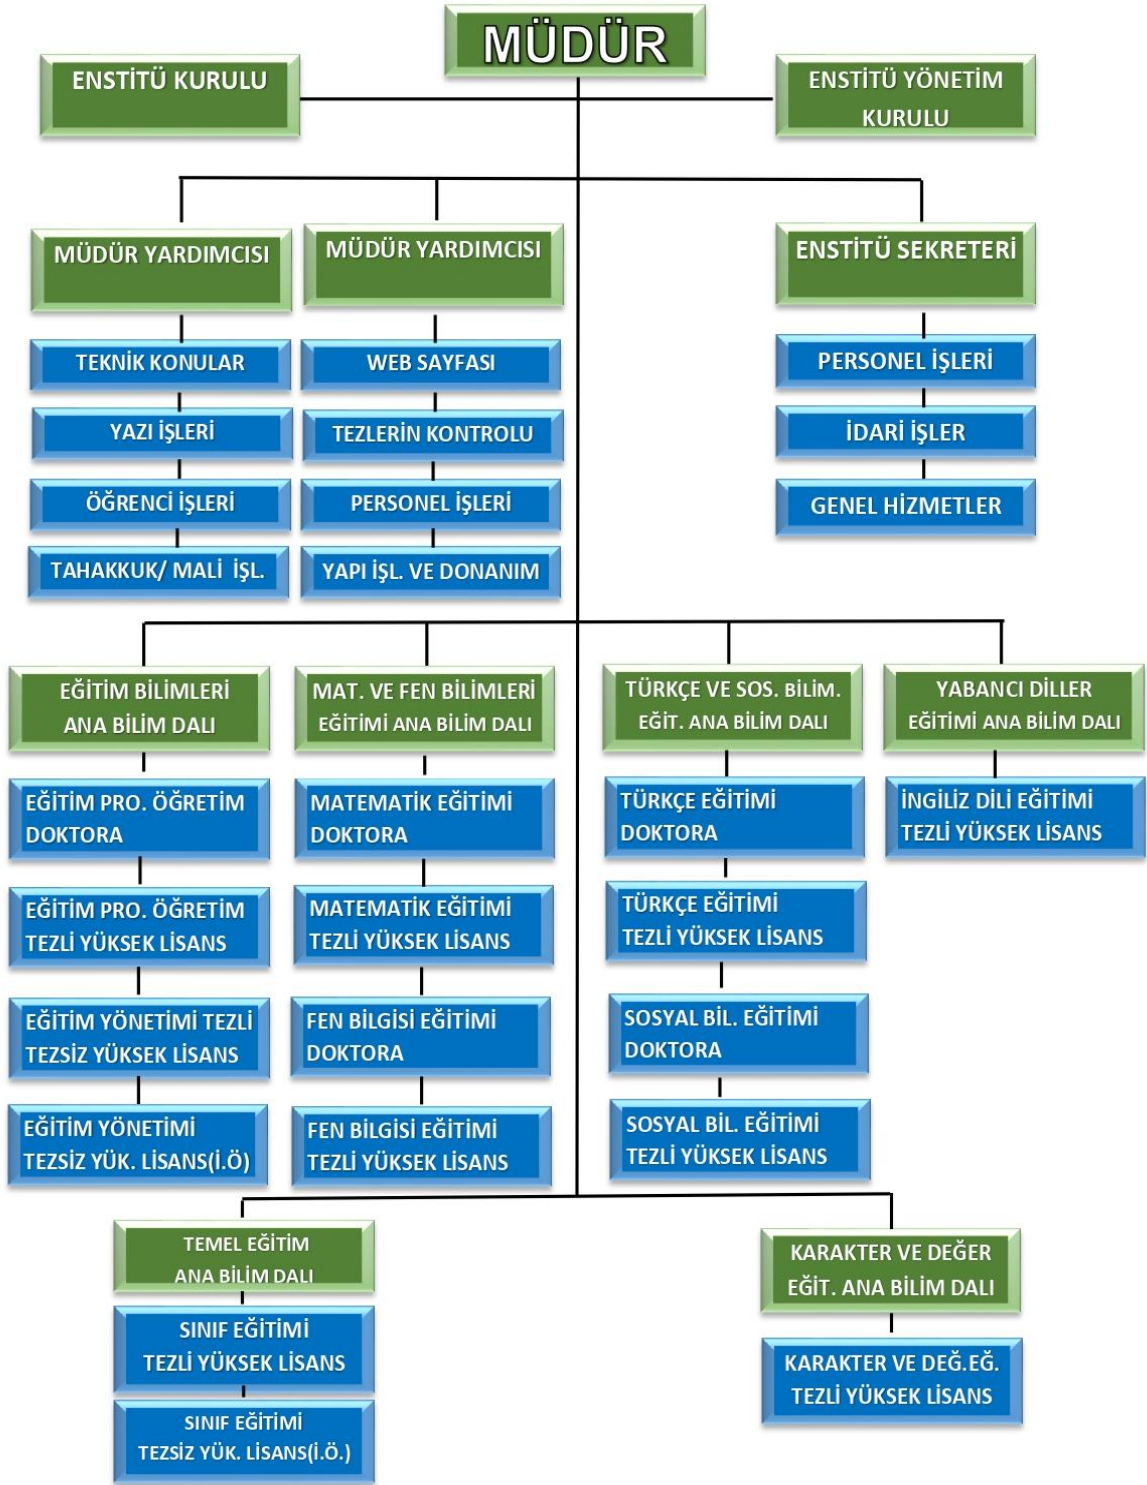 MÜDÜR
ENSTİTÜ KURULU
ENSTİTÜ YÖNETİM
KURULU
MÜDÜR YARDIMCISI
MÜDÜR YARDIMCISI
ENSTİTÜ SEKRETERİ
TEKNİK KONULAR
YAZI İŞLERİ
ÖĞRENCİ İŞLERİ
TAHAKKUK/ MALİ  İŞL.
WEB SAYFASI
TEZLERİN KONTROLU
PERSONEL İŞLERİ
YAPI İŞL. VE DONANIM
PERSONEL İŞLERİ
İDARİ İŞLER
GENEL HİZMETLER
EĞİTİM BİLİMLERİ
ANA BİLİM DALI
EĞİTİM PRO. ÖĞRETİM
DOKTORA
EĞİTİM PRO. ÖĞRETİM
TEZLİ YÜKSEK LİSANS
EĞİTİM YÖNETİMİ TEZLİ
TEZSİZ YÜKSEK LİSANS
EĞİTİM YÖNETİMİ
TEZSİZ YÜK. LİSANS(İ.Ö)
MAT. VE FEN BİLİMLERİ
EĞİTİMİ ANA BİLİM DALI
MATEMATİK EĞİTİMİ
DOKTORA
MATEMATİK EĞİTİMİ
TEZLİ YÜKSEK LİSANS
FEN BİLGİSİ EĞİTİMİ
DOKTORA
FEN BİLGİSİ EĞİTİMİ
TEZLİ YÜKSEK LİSANS
TÜRKÇE VE SOS. BİLİM.
EĞİT. ANA BİLİM DALI
TÜRKÇE EĞİTİMİ
DOKTORA
TÜRKÇE EĞİTİMİ
TEZLİ YÜKSEK LİSANS
SOSYAL BİL. EĞİTİMİ
DOKTORA
SOSYAL BİL. EĞİTİMİ
TEZLİ YÜKSEK LİSANS
YABANCI DİLLER
EĞİTİMİ ANA BİLİM DALI
İNGİLİZ DİLİ EĞİTİMİ
TEZLİ YÜKSEK LİSANS
TEMEL EĞİTİM
ANA BİLİM DALI
SINIF EĞİTİMİ
TEZLİ YÜKSEK LİSANS
SINIF EĞİTİMİ
TEZSİZ YÜK. LİSANS(İ.Ö.)
KARAKTER VE DEĞER
EĞİT. ANA BİLİM DALI
KARAKTER VE DEĞ.EĞ.
TEZLİ YÜKSEK LİSANS